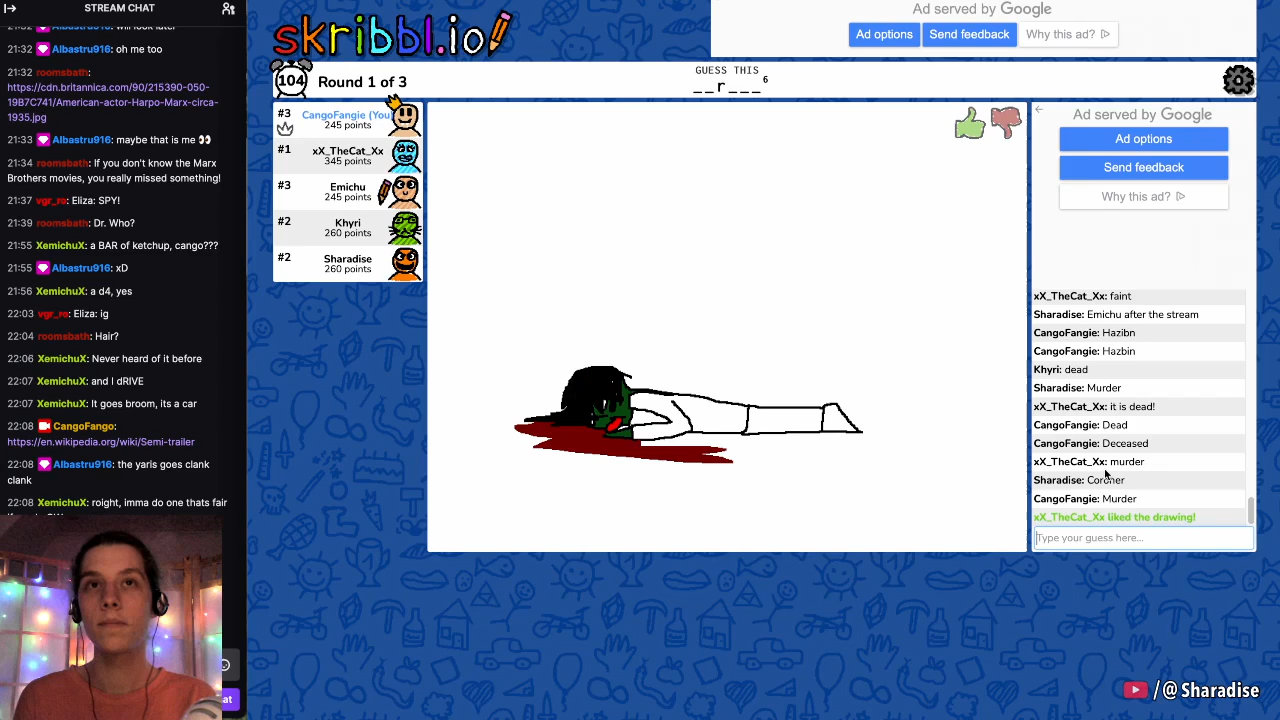 STREAM CHAT
Albastru916: oh me too
21:32
21:32
roomsbath:
https://cdn.britannica.com/90/215390-050-
American-actor-Harpo-Marx-circa-
1935.jpg
21:33 Albastru916: maybe that is me 👀
21:34 roomsbath: If you don't know the Marx
Brothers movies, you really missed something!
21:37 vgr_ro: Eliza: SPY!
21:39 roomsbath: Dr. Who?
21:55 XemichuX: a BAR of ketchup, cango???
21:55 Albastru916: xD
21:56 XemichuX: a d4, yes
22:03 vgr_ro: Eliza: ig
22:04 roomsbath: Hair?
22:06 XemichuX: Never heard of it before
22:07 XemichuX: and I dRIVE
22:07 XemichuX: It goes broom, its a car
22:08 CangoFango:
https://en.wikipedia.org/wiki/Semi-trailer
22:08 Albastru916: the yaris goes clank
clank
22:08 XemichuX: roight, imma do one thats fair
skribbl.io
Ad served by Google
Ad options
Send feedback
Why this ad?
104
Round 1 of 3
GUESS THIS
__r___ 6
#3 CangoFangie (You)
245 points
#1 xX_TheCat_Xx
345 points
#3 Emichu
245 points
#2 Khyri
260 points
#2 Sharadise
260 points
Ad served by Google
Ad options
Send feedback
Why this ad?
xX_TheCat_Xx: faint
Sharadise: Emichu after the stream
CangoFangie: Hazibn
CangoFangie: Hazbin
Khyri: dead
Sharadise: Murder
xX_TheCat_Xx: it is dead!
CangoFangie: Dead
CangoFangie: Deceased
xX_TheCat_Xx: murder
Sharadise: Coroner
CangoFangie: Murder
xX_TheCat_Xx liked the drawing!
Type your guess here...
/@Sharadise